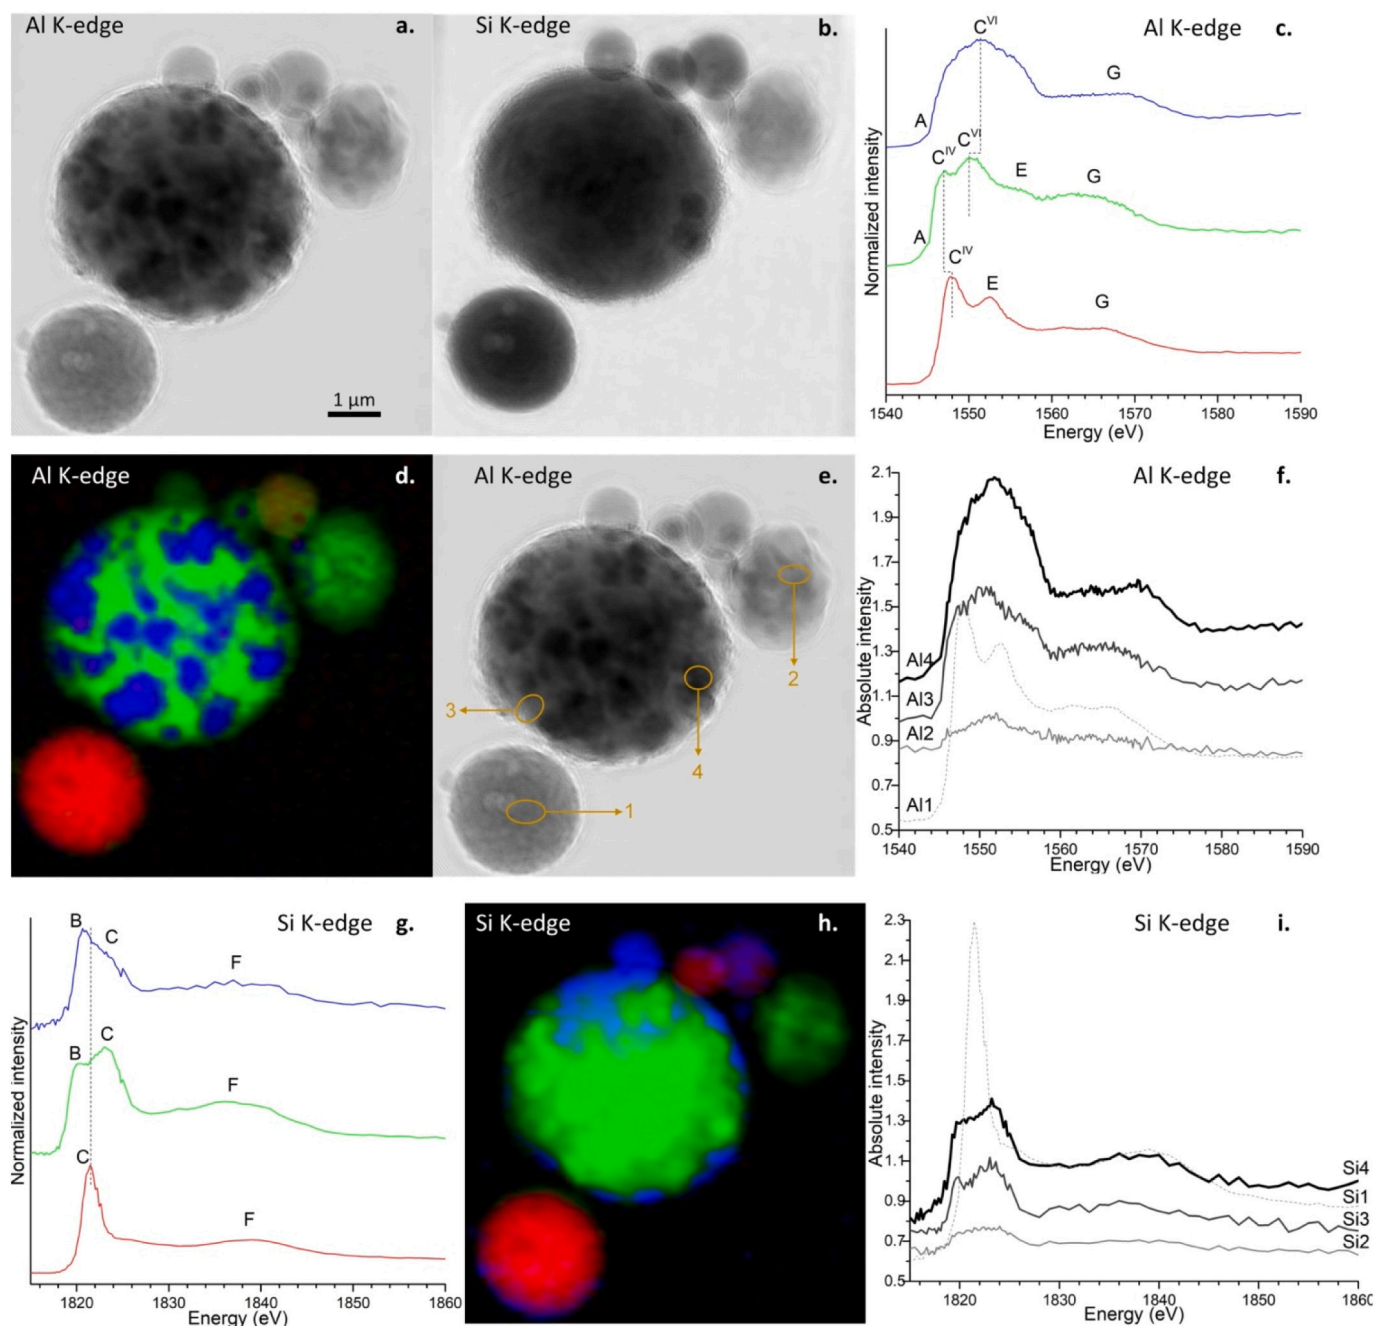 Al K-edge a.
Si K-edge b.
1 µm
Al K-edge c.
Normalized intensity
C^VI
G
A
C^IV
C^VI
E
G
A
C^IV
E
G
1540 1550 1560 1570 1580 1590
Energy (eV)
Al K-edge d.
Al K-edge e.
1
2
3
4
Al K-edge f.
Absolute intensity
2.1
1.9
1.7
1.5
1.3
1.1
0.9
0.7
0.5
Al4
Al3
Al2
Al1
1540 1550 1560 1570 1580 1590
Energy (eV)
Si K-edge g.
Normalized intensity
B
C
F
B
C
F
C
F
1820 1830 1840 1850 1860
Energy (eV)
Si K-edge h.
Si K-edge i.
Absolute intensity
2.3
2.1
1.9
1.7
1.5
1.3
1.1
0.9
0.7
0.5
Si4
Si1
Si3
Si2
1820 1830 1840 1850 1860
Energy (eV)